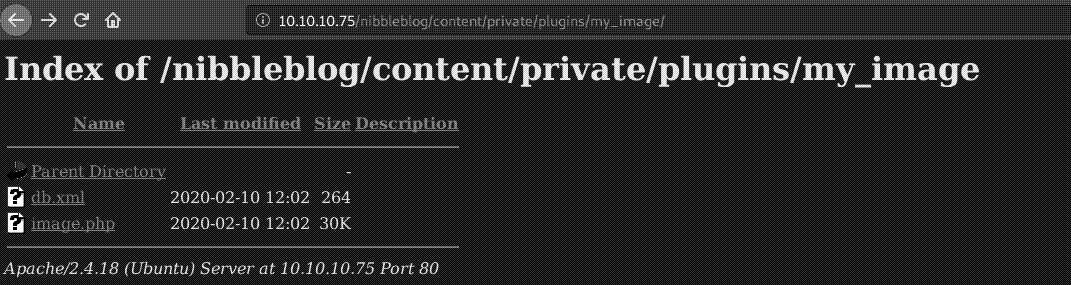 10.10.10.75/nibbleblog/content/private/plugins/my_image/
Index of /nibbleblog/content/private/plugins/my_image
Name Last modified Size Description
Parent Directory -
db.xml 2020-02-10 12:02 264
image.php 2020-02-10 12:02 30K
Apache/2.4.18 (Ubuntu) Server at 10.10.10.75 Port 80